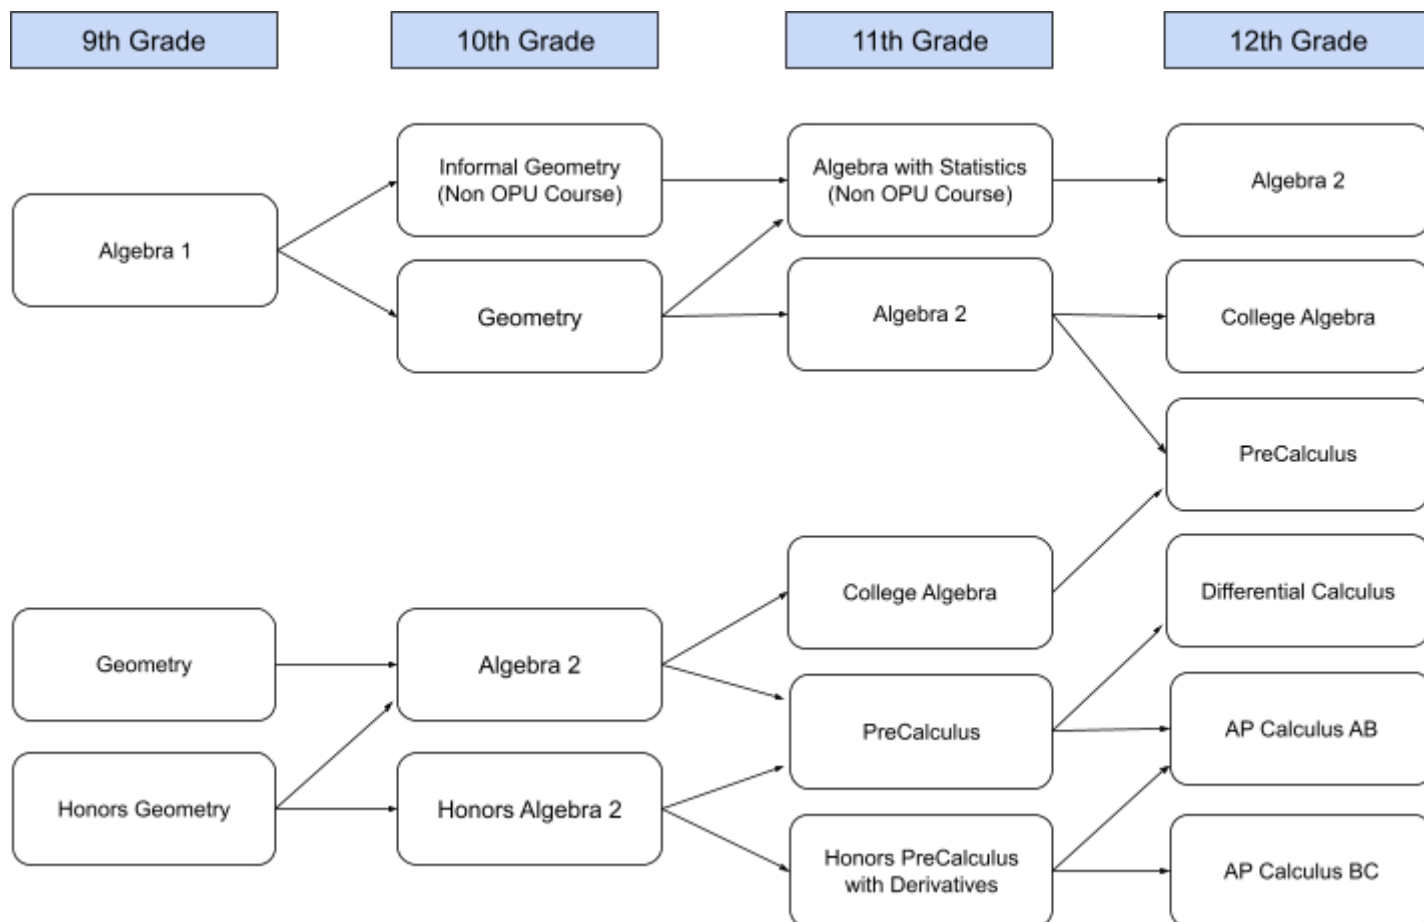 9th Grade
10th Grade
11th Grade
12th Grade
Algebra 1
Informal Geometry
(Non OPU Course)
Geometry
Algebra with Statistics
(Non OPU Course)
Algebra 2
Algebra 2
College Algebra
PreCalculus
Geometry
Honors Geometry
Algebra 2
Honors Algebra 2
College Algebra
PreCalculus
Honors PreCalculus
with Derivatives
Differential Calculus
AP Calculus AB
AP Calculus BC